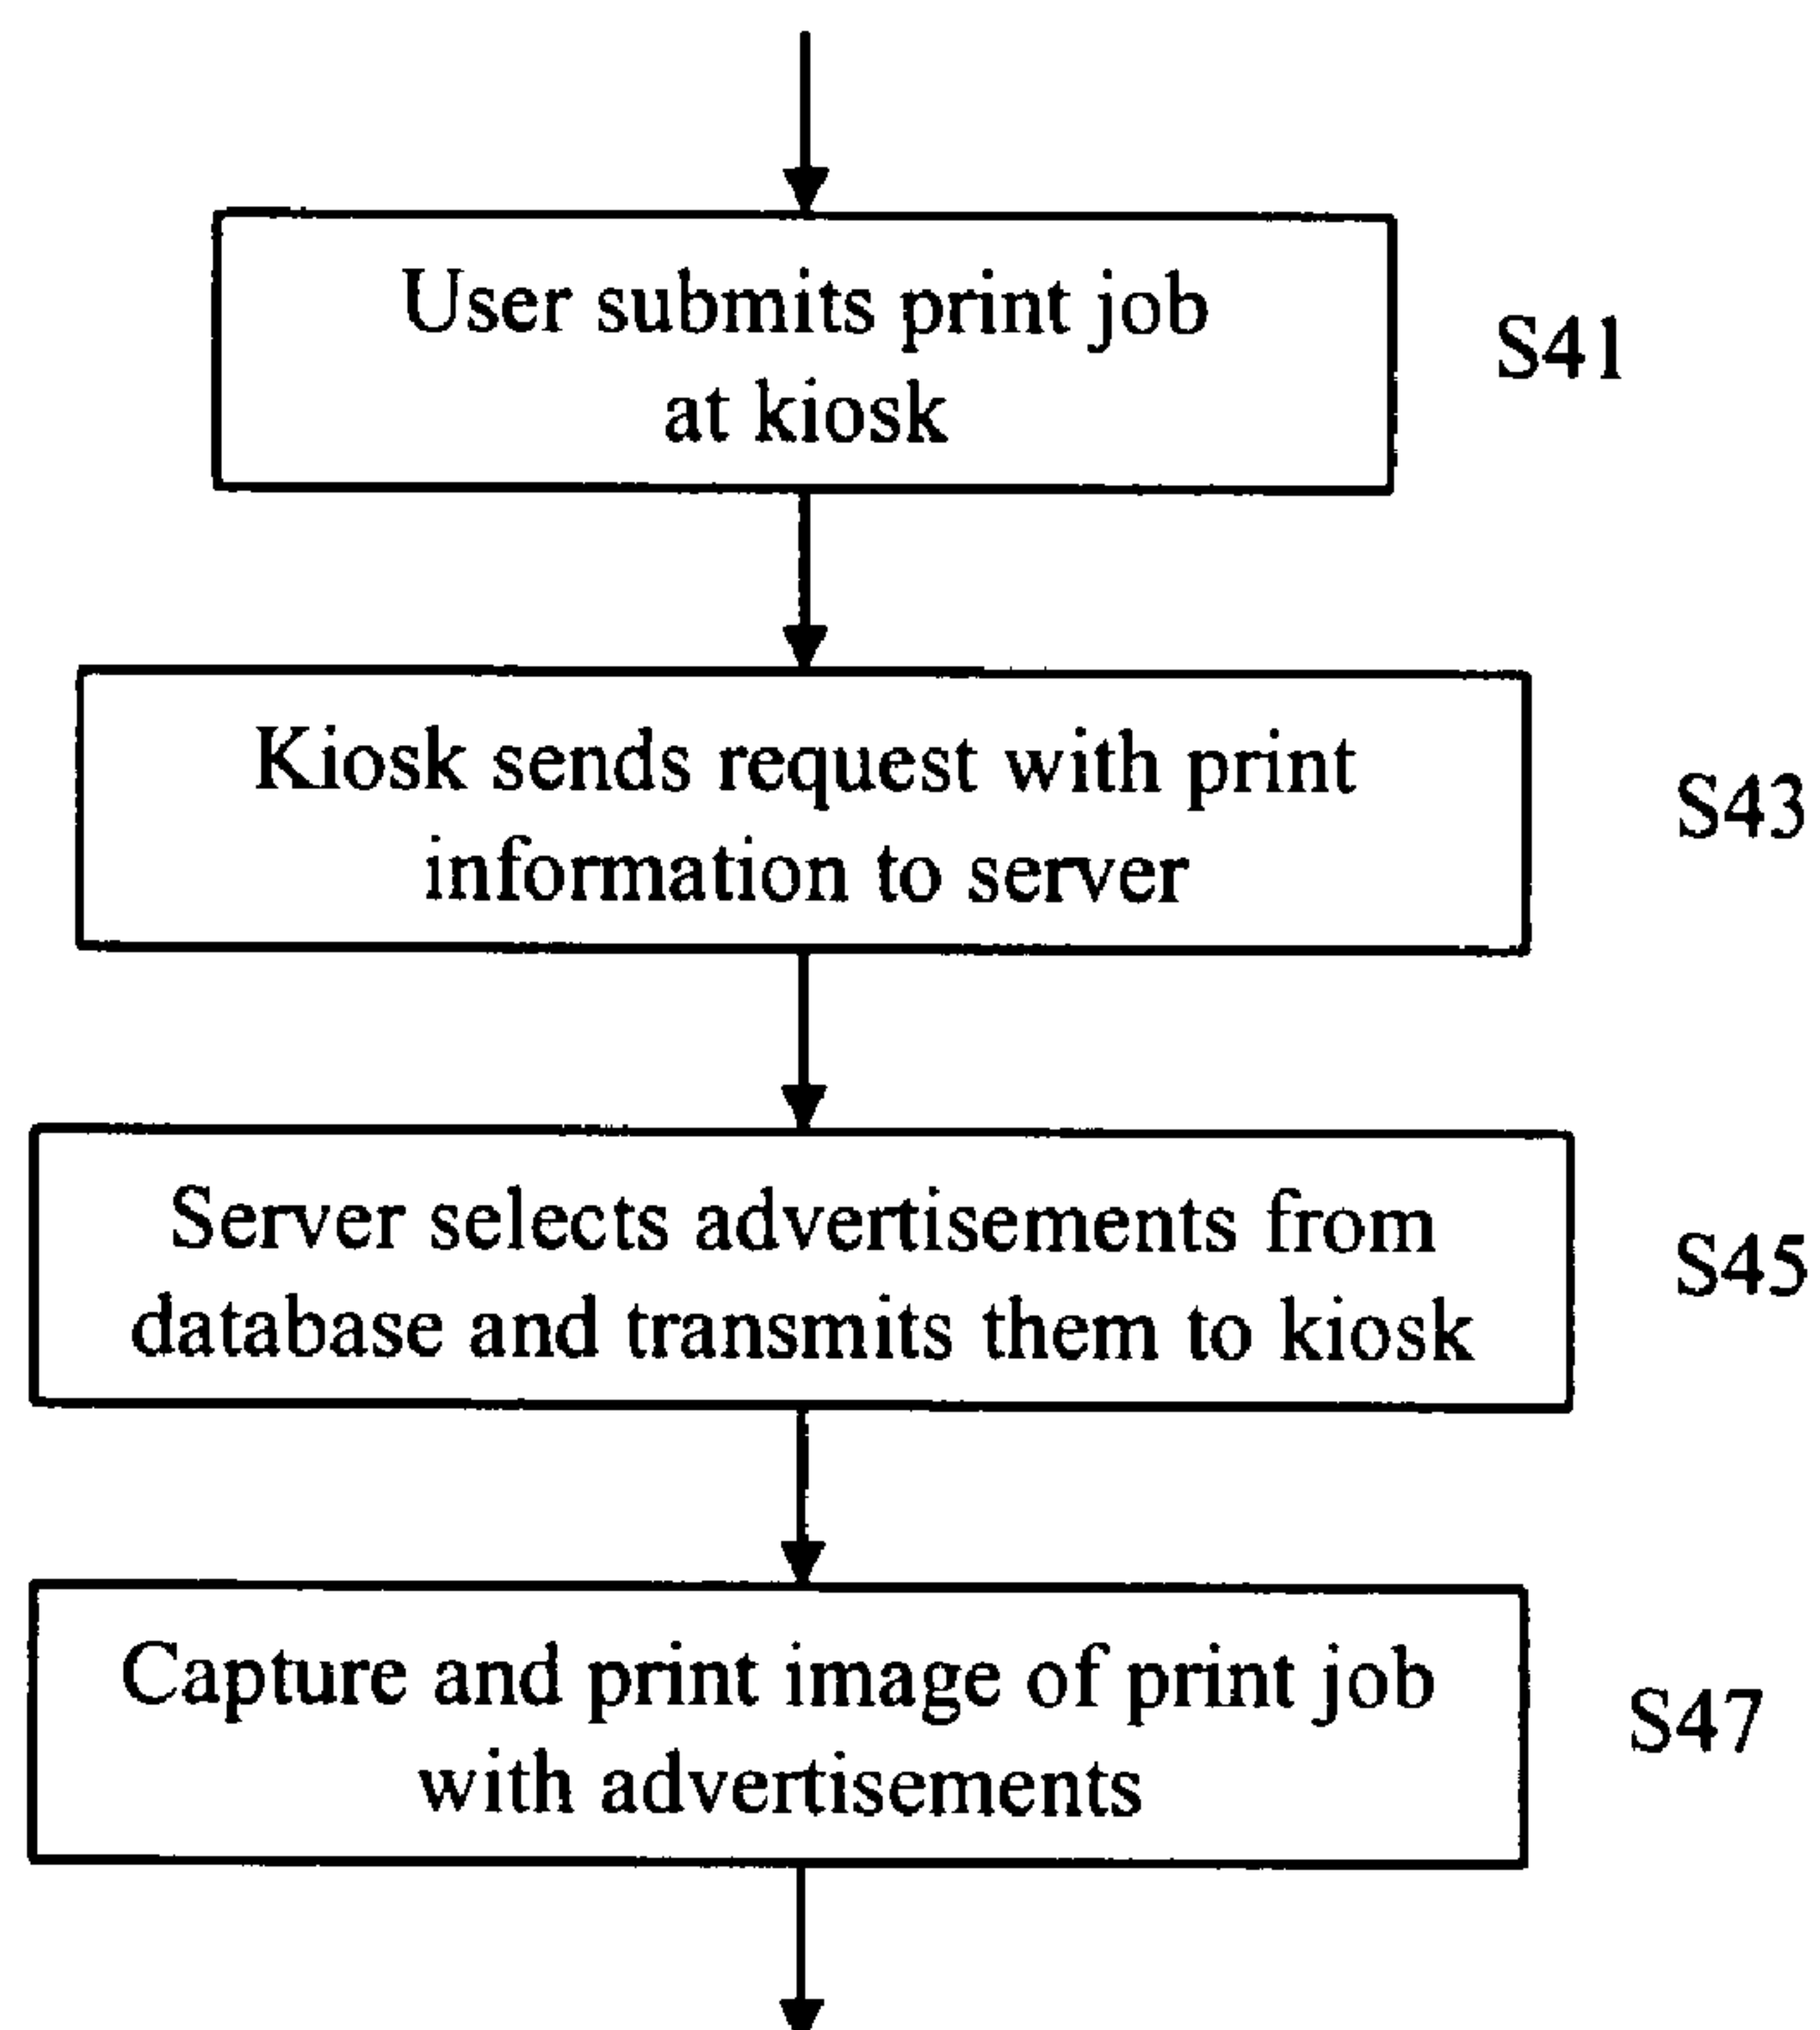 User submits print job
at kiosk
S41
Kiosk sends request with print
information to server
S43
Server selects advertisements from
database and transmits them to kiosk
S45
Capture and print image of print job
with advertisements
S47